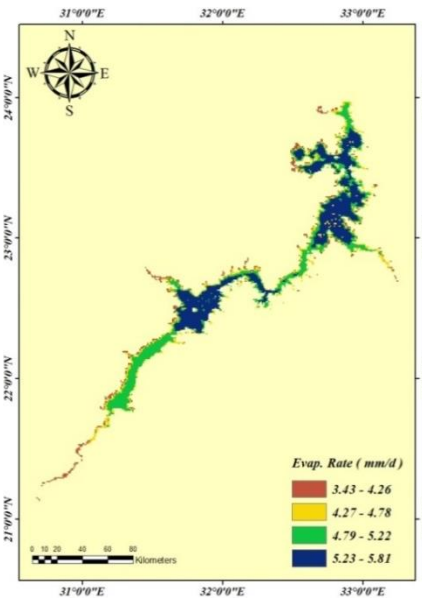 31°0'0"E 32°0'0"E 33°0'0"E
N
W E
S
24°0'0"N
23°0'0"N
22°0'0"N
21°0'0"N
Evap. Rate ( mm/d )
3.43 - 4.26
4.27 - 4.78
4.79 - 5.22
5.23 - 5.81
0 10 20 40 60 80
Kilometers
31°0'0"E 32°0'0"E 33°0'0"E